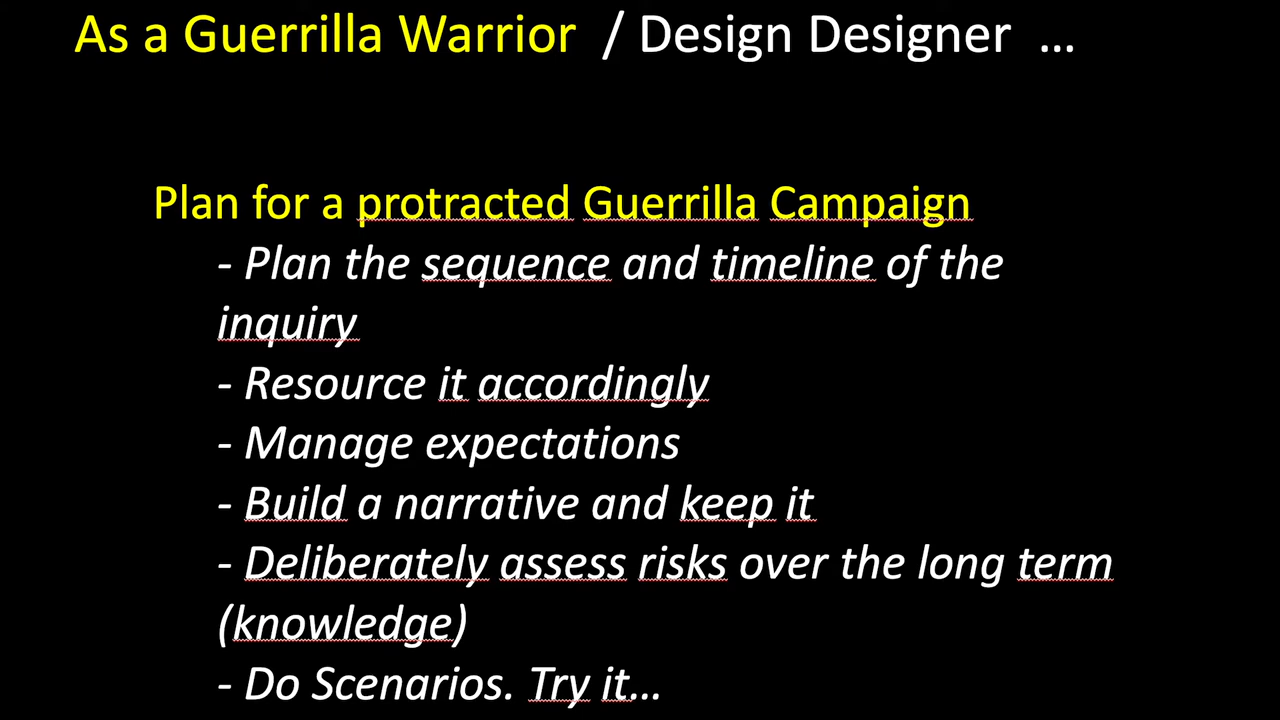 As a Guerrilla Warrior / Design Designer ...
Plan for a protracted Guerrilla Campaign
- Plan the sequence and timeline of the
inquiry
- Resource it accordingly
- Manage expectations
- Build a narrative and keep it
- Deliberately assess risks over the long term
(knowledge)
- Do Scenarios. Try it...